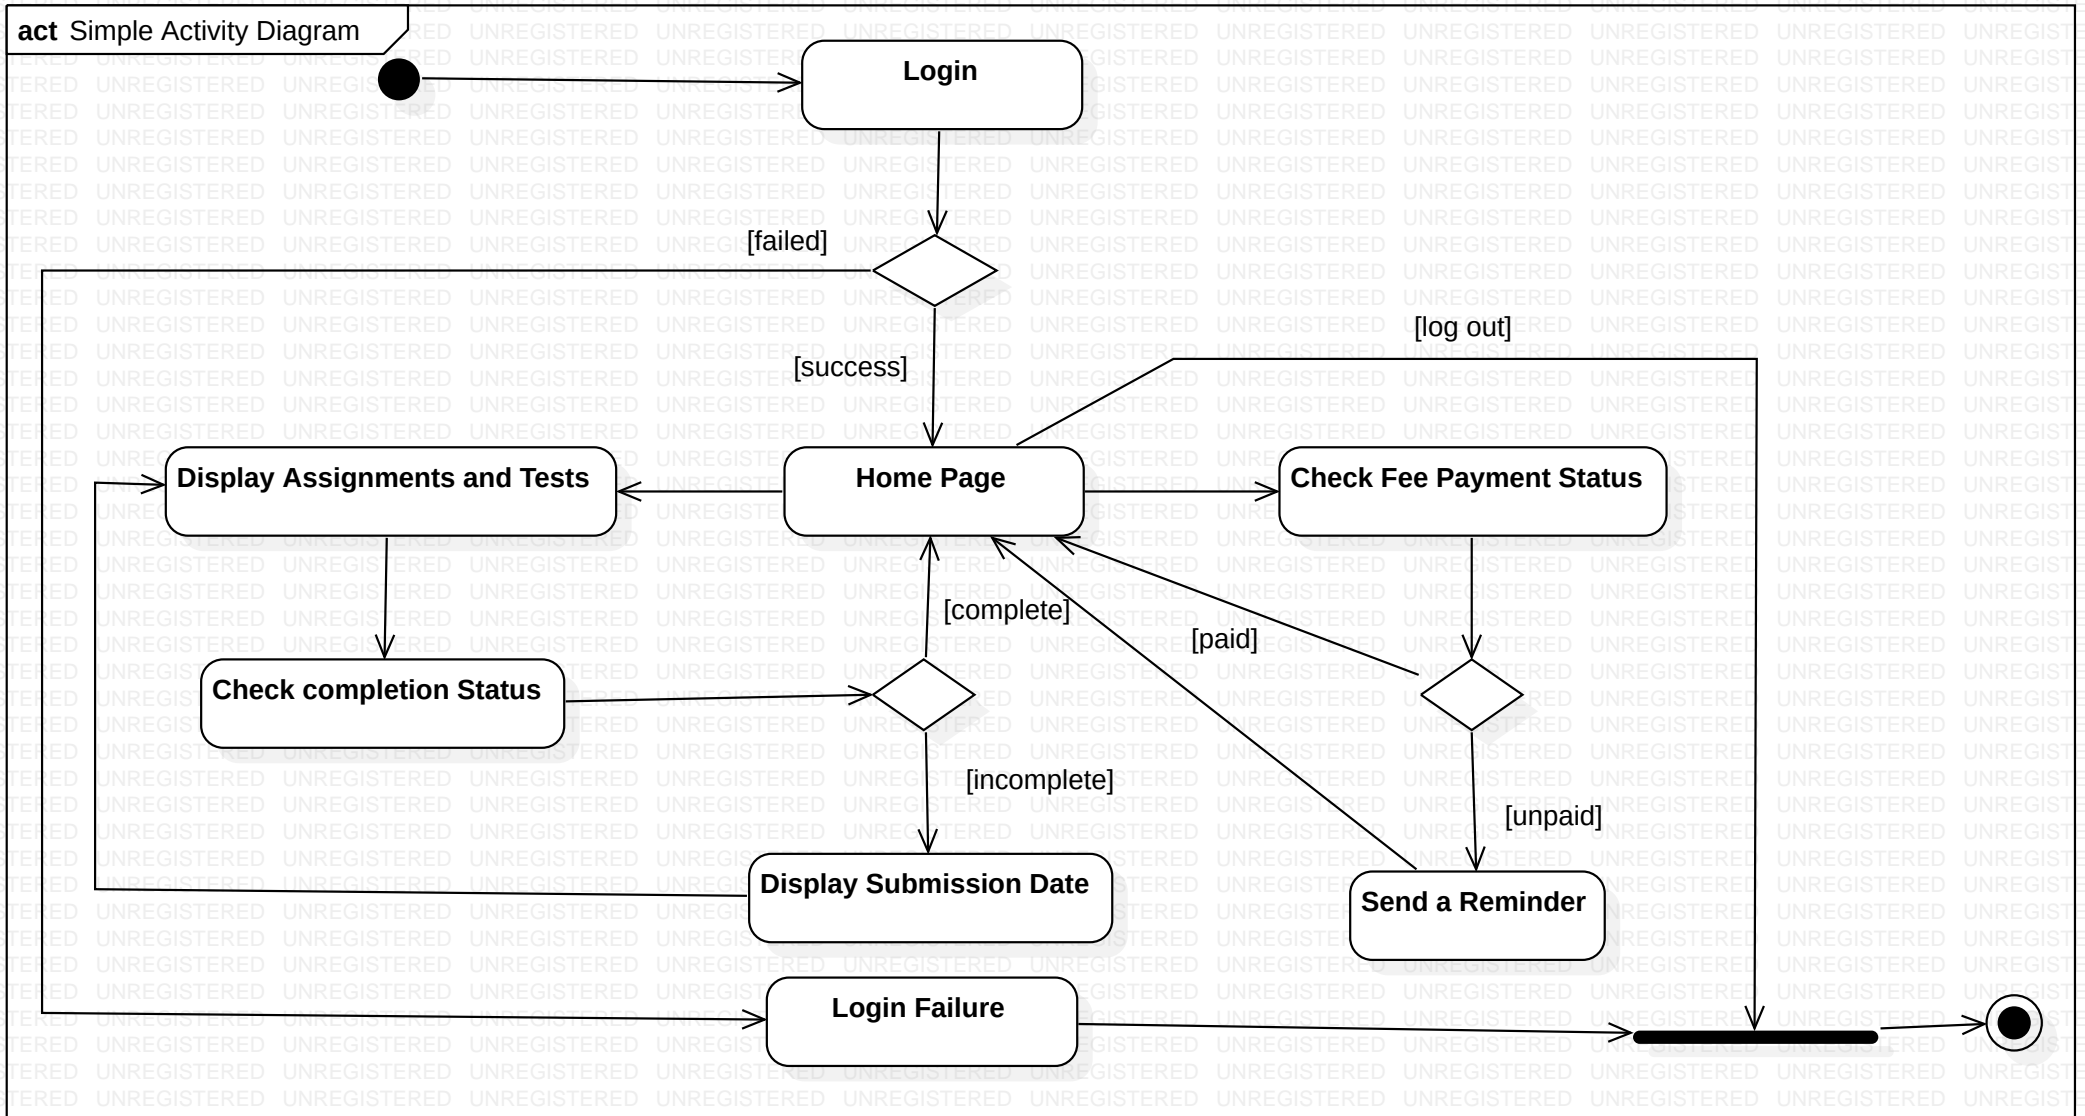 act Simple Activity Diagram
Login
[failed]
[log out]
[success]
Display Assignments and Tests
Home Page
Check Fee Payment Status
[complete]
[paid]
Check completion Status
[incomplete]
[unpaid]
Display Submission Date
Send a Reminder
Login Failure
UNREGISTERED